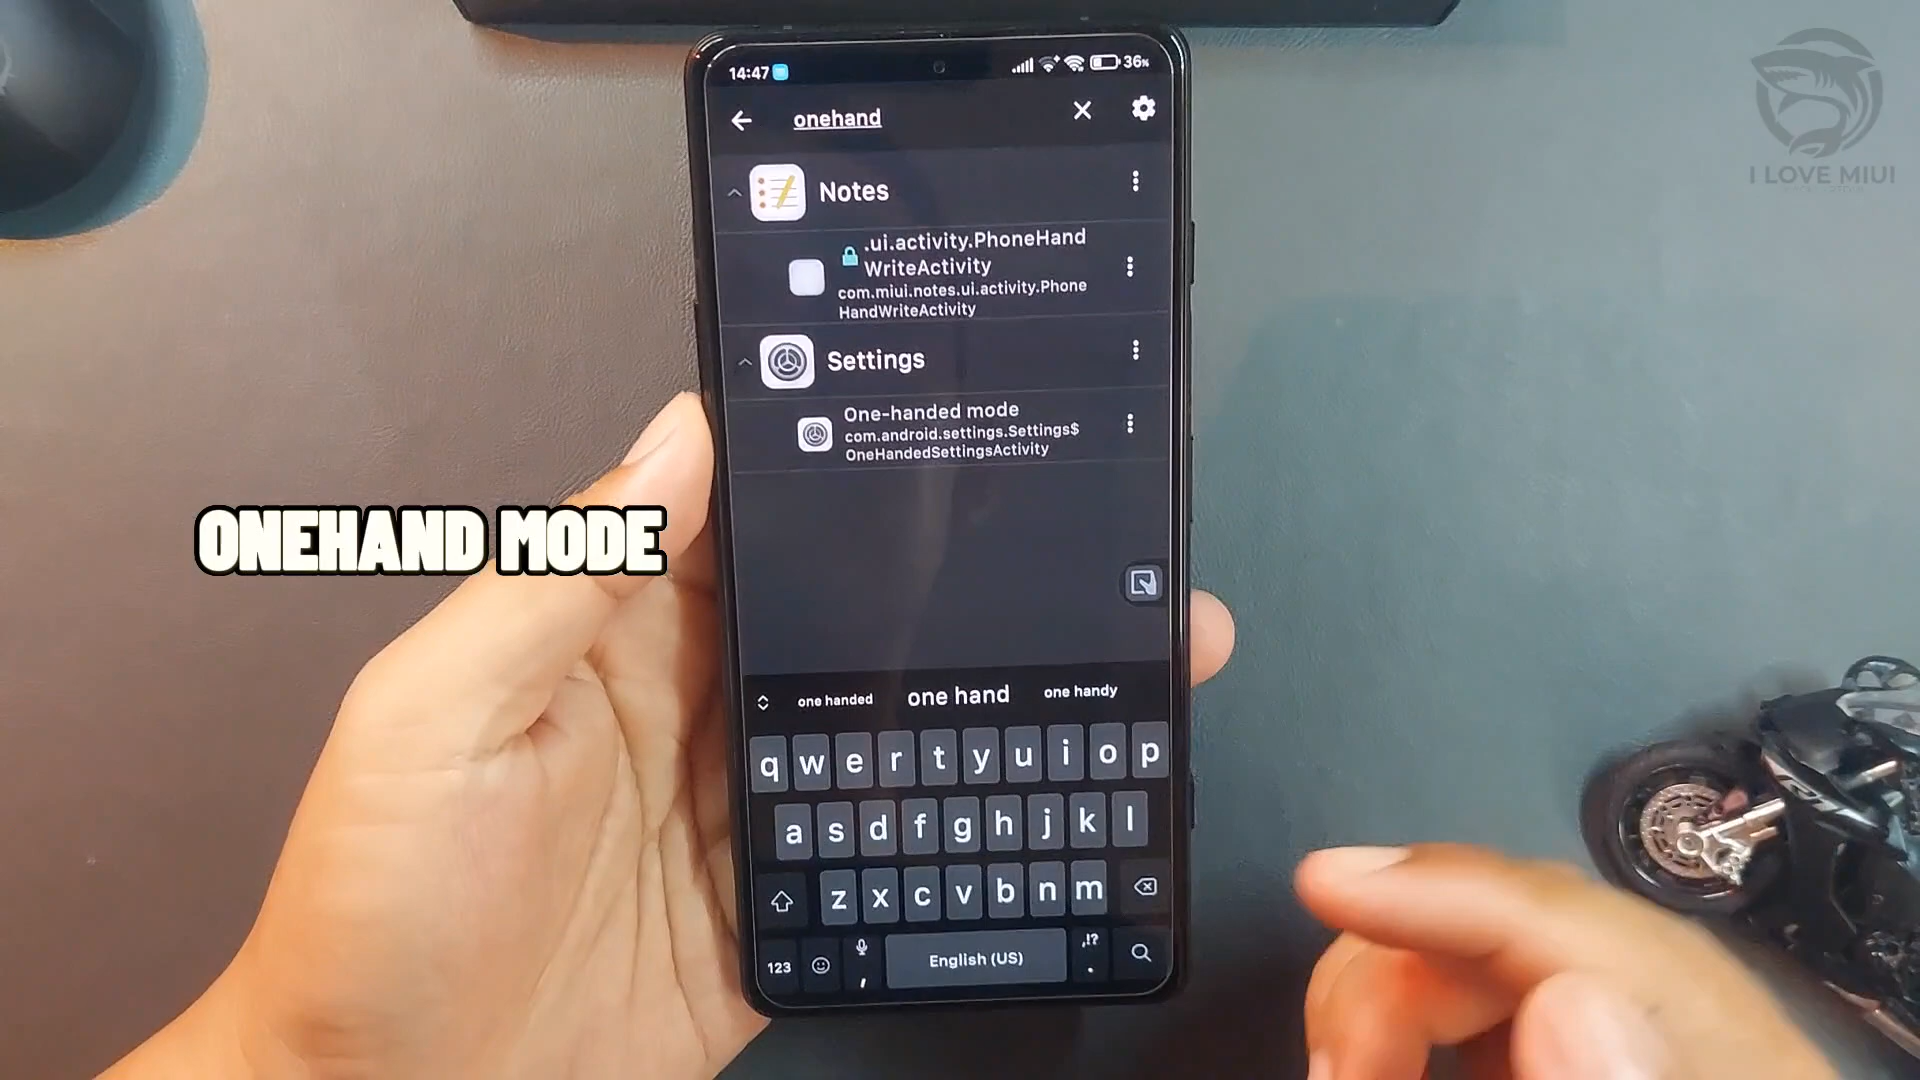 14:47
36%
onehand
Notes
.ui.activity.PhoneHand
WriteActivity
com.miui.notes.ui.activity.Phone
HandWriteActivity
Settings
One-handed mode
com.android.settings.Settings$
OneHandedSettingsActivity
ONEHAND MODE
one handed one hand one handy
q w e r t y u i o p
a s d f g h j k l
z x c v b n m
123 , English (US) ,!? .
I LOVE MIUI